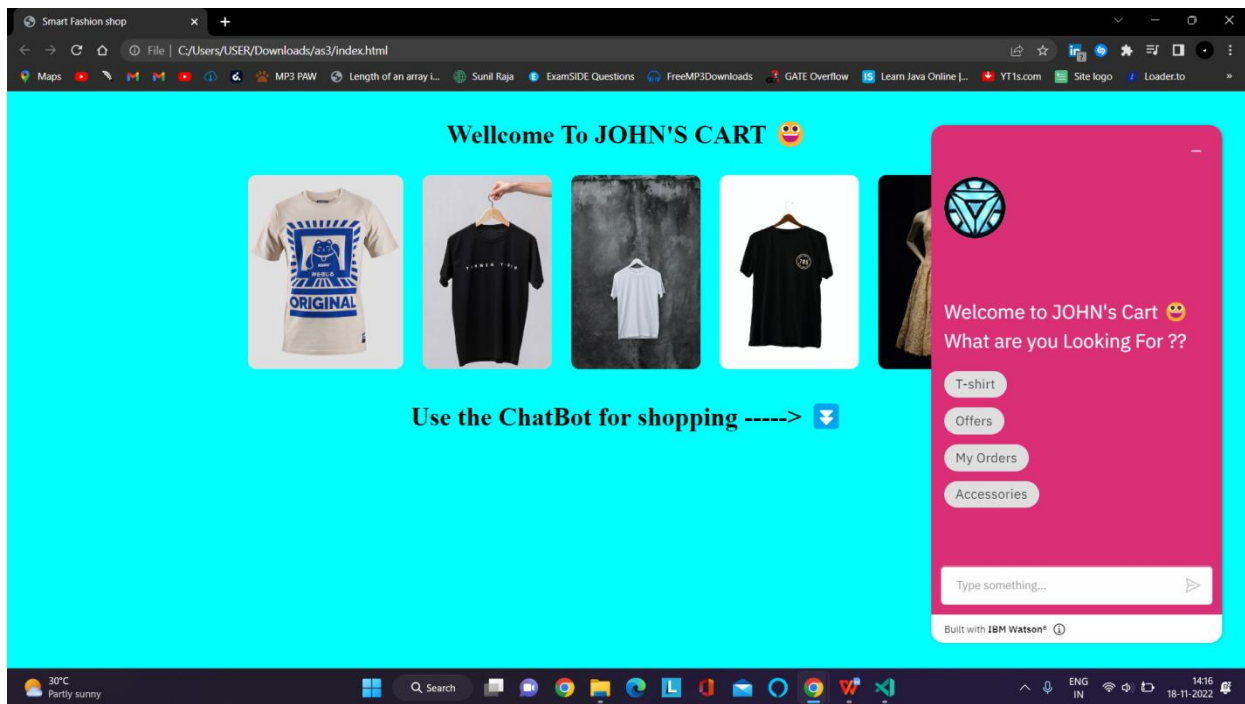 Smart Fashion shop
File | C:/Users/USER/Downloads/as3/index.html
Maps MP3 PAW Length of an array i... Sunil Raja ExamSIDE Questions FreeMP3Downloads GATE Overflow Learn Java Online |... YT1s.com Site logo Loader.to »
Wellcome To JOHN'S CART 😀
ORIGINAL
Welcome to JOHN's Cart 😀
What are you Looking For ??
T-shirt
Offers
My Orders
Accessories
Use the ChatBot for shopping -----> ⏬
Type something...
Built with IBM Watson®
30°C
Partly sunny
Search
ENG
IN
14:16
18-11-2022